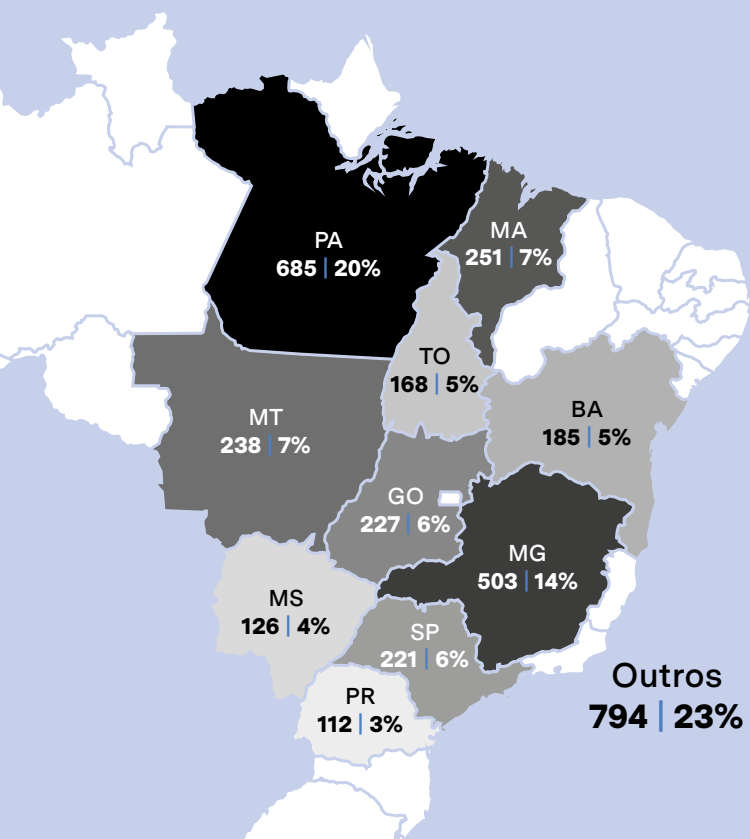 PA
685 | 20%
MA
251 | 7%
TO
168 | 5%
BA
185 | 5%
MT
238 | 7%
GO
227 | 6%
MG
503 | 14%
MS
126 | 4%
SP
221 | 6%
PR
112 | 3%
Outros
794 | 23%